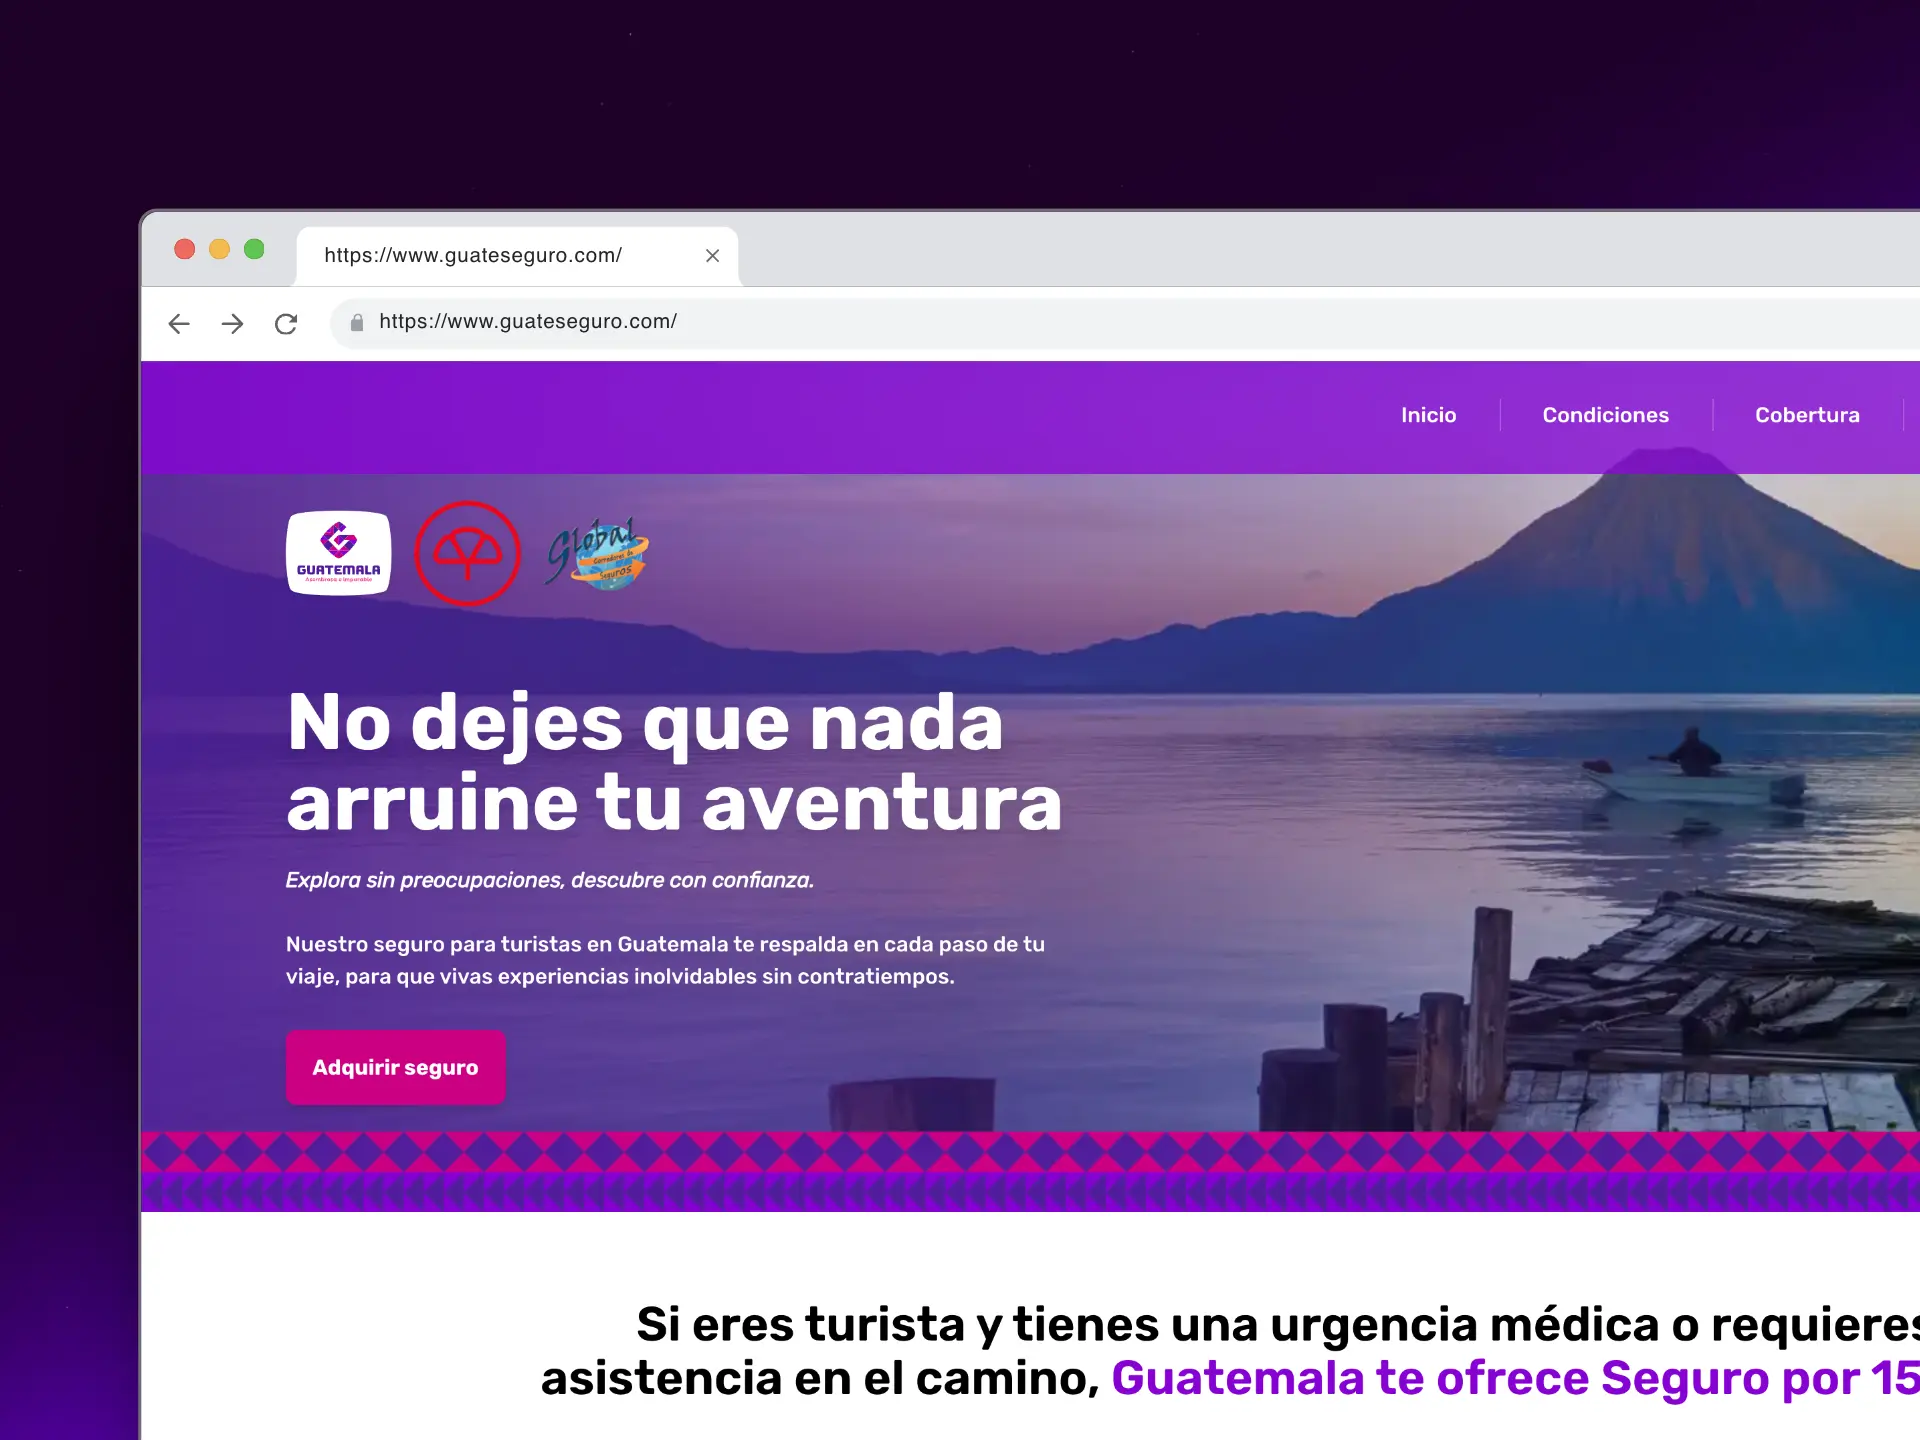 https://www.guateseguro.com/
https://www.guateseguro.com/
Inicio
Condiciones
Cobertura
GUATEMALA
Asombrosa e imparable
Global
Corredores de
Seguros
No dejes que nada
arruine tu aventura
Explora sin preocupaciones, descubre con confianza.
Nuestro seguro para turistas en Guatemala te respalda en cada paso de tu
viaje, para que vivas experiencias inolvidables sin contratiempos.
Adquirir seguro
Si eres turista y tienes una urgencia médica o requieres
asistencia en el camino, Guatemala te ofrece Seguro por 15